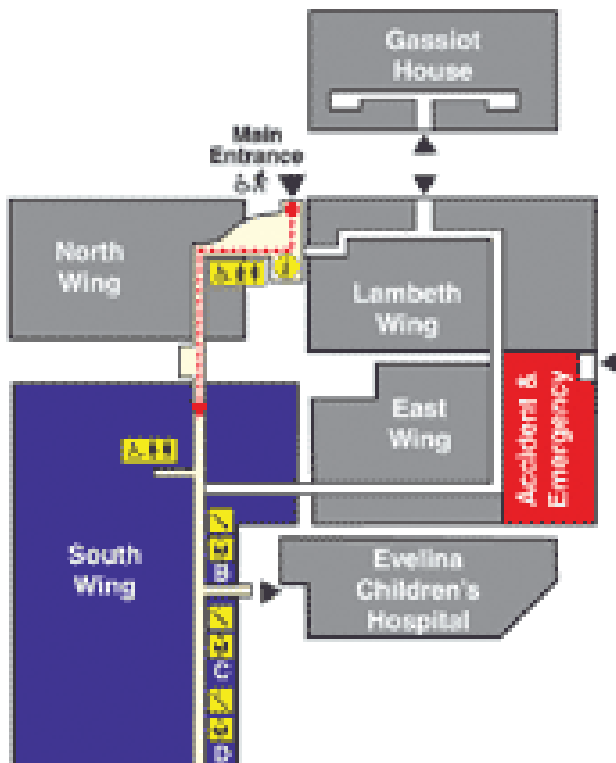 Gassiot
House
Main
Entrance
North
Wing
Lambeth
Wing
East
Wing
Accident &
Emergency
South
Wing
B
Evelina
Children's
Hospital
C
D